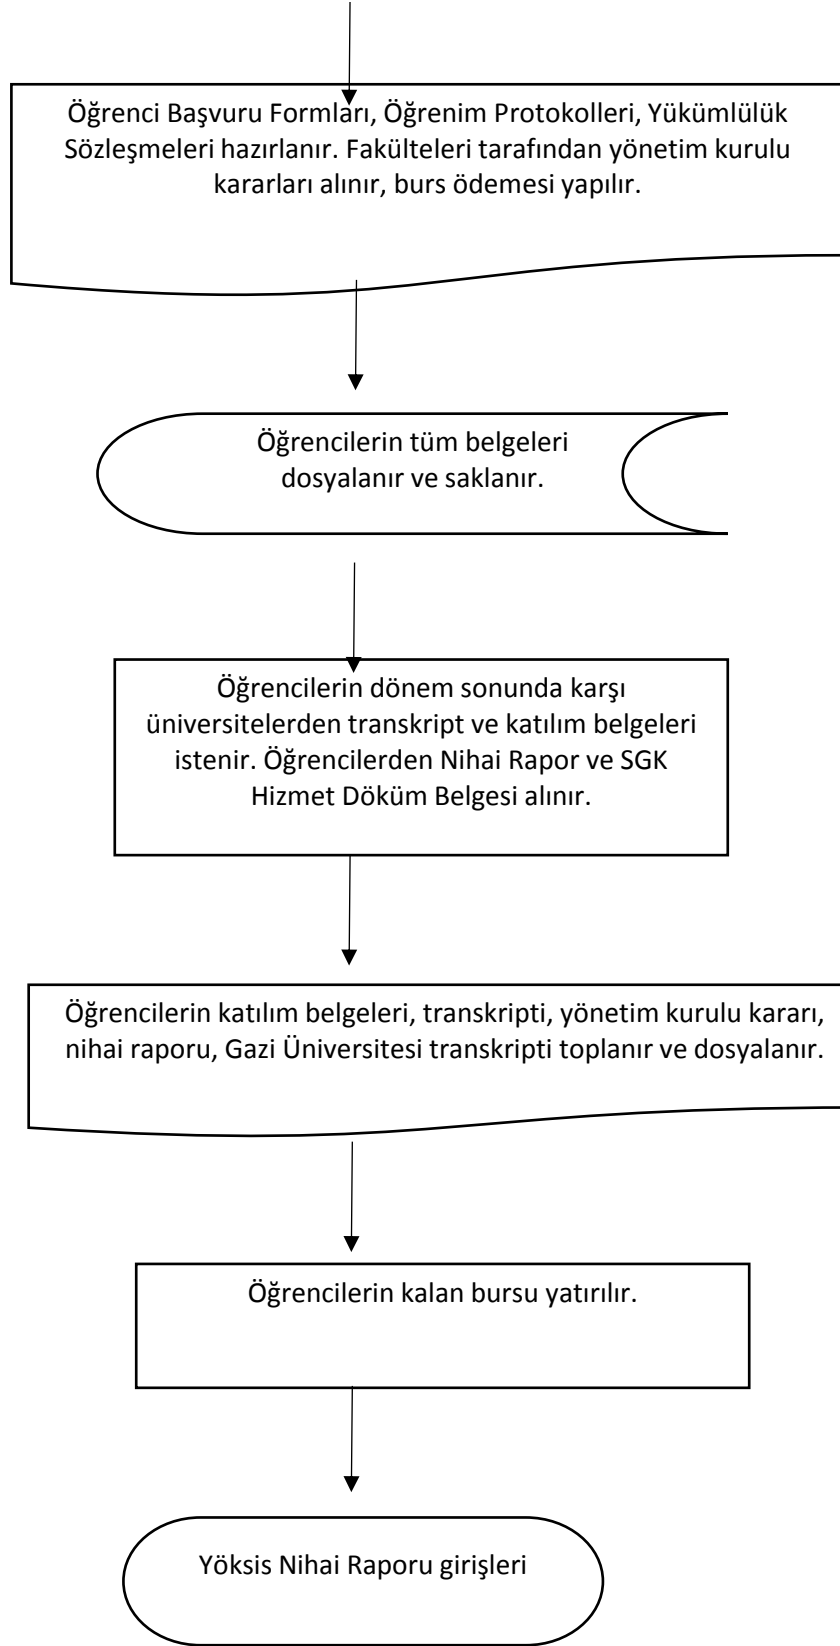 Öğrenci Başvuru Formları, Öğrenim Protokolleri, Yükümlülük
Sözleşmeleri hazırlanır. Fakülteleri tarafından yönetim kurulu
kararları alınır, burs ödemesi yapılır.
Öğrencilerin tüm belgeleri
dosyalanır ve saklanır.
Öğrencilerin dönem sonunda karşı
üniversitelerden transkript ve katılım belgeleri
istenir. Öğrencilerden Nihai Rapor ve SGK
Hizmet Döküm Belgesi alınır.
Öğrencilerin katılım belgeleri, transkripti, yönetim kurulu kararı,
nihai raporu, Gazi Üniversitesi transkripti toplanır ve dosyalanır.
Öğrencilerin kalan bursu yatırılır.
Yöksis Nihai Raporu girişleri